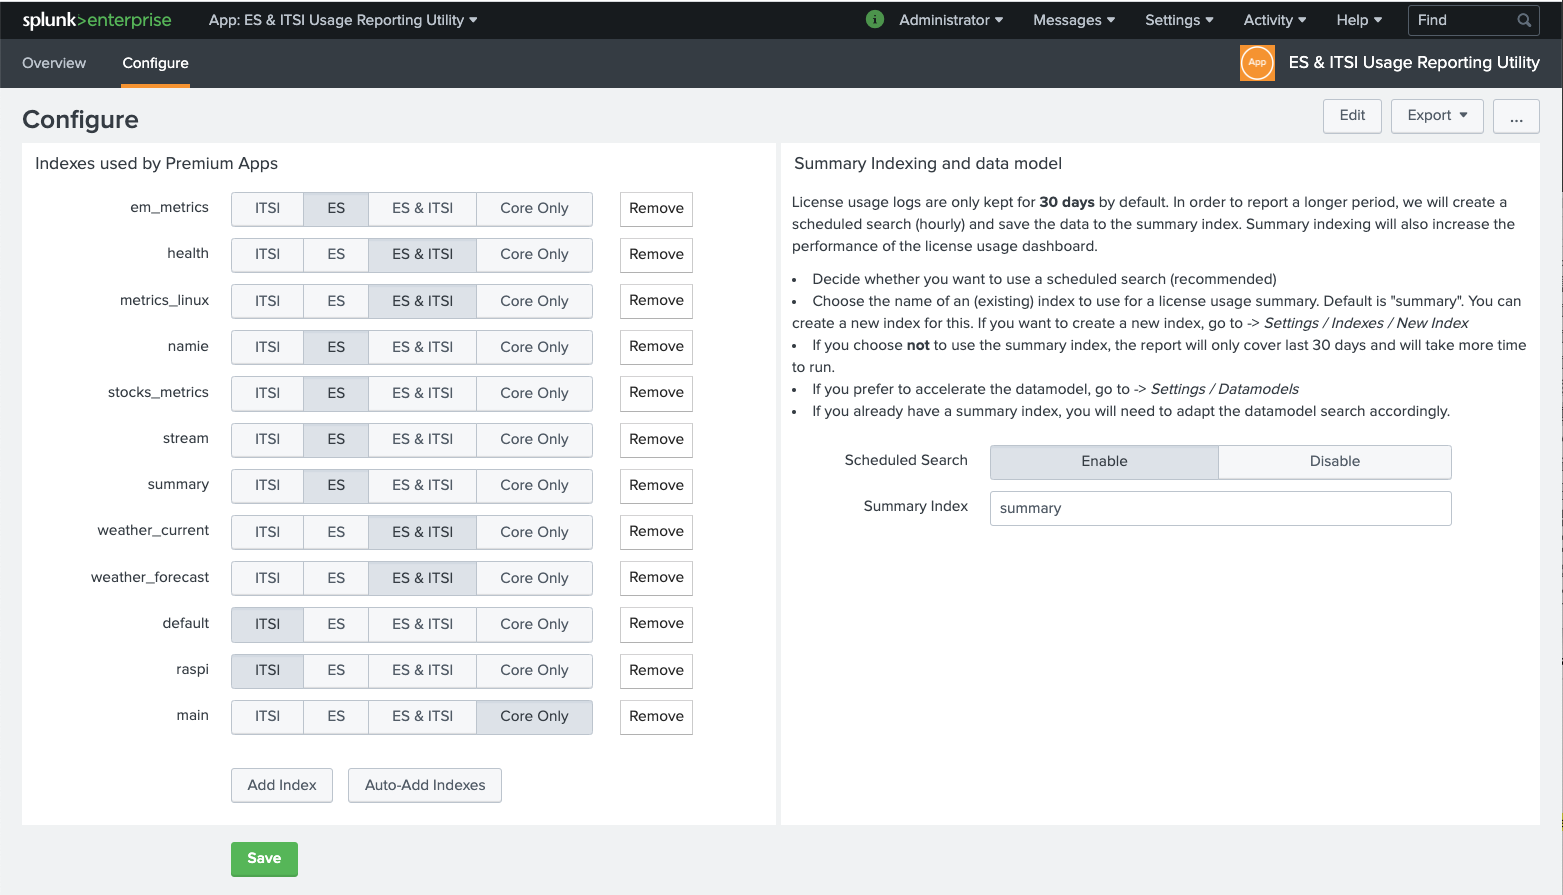 splunk>enterprise App: ES & ITSI Usage Reporting Utility i Administrator Messages Settings Activity Help Find
Overview Configure App ES & ITSI Usage Reporting Utility
Configure Edit Export ...
Indexes used by Premium Apps
em_metrics ITSI ES ES & ITSI Core Only Remove
health ITSI ES ES & ITSI Core Only Remove
metrics_linux ITSI ES ES & ITSI Core Only Remove
namie ITSI ES ES & ITSI Core Only Remove
stocks_metrics ITSI ES ES & ITSI Core Only Remove
stream ITSI ES ES & ITSI Core Only Remove
summary ITSI ES ES & ITSI Core Only Remove
weather_current ITSI ES ES & ITSI Core Only Remove
weather_forecast ITSI ES ES & ITSI Core Only Remove
default ITSI ES ES & ITSI Core Only Remove
raspi ITSI ES ES & ITSI Core Only Remove
main ITSI ES ES & ITSI Core Only Remove
Add Index Auto-Add Indexes
Save
Summary Indexing and data model
License usage logs are only kept for 30 days by default. In order to report a longer period, we will create a
scheduled search (hourly) and save the data to the summary index. Summary indexing will also increase the
performance of the license usage dashboard.
• Decide whether you want to use a scheduled search (recommended)
• Choose the name of an (existing) index to use for a license usage summary. Default is "summary". You can
create a new index for this. If you want to create a new index, go to -> Settings / Indexes / New Index
• If you choose not to use the summary index, the report will only cover last 30 days and will take more time
to run.
• If you prefer to accelerate the datamodel, go to -> Settings / Datamodels
• If you already have a summary index, you will need to adapt the datamodel search accordingly.
Scheduled Search Enable Disable
Summary Index summary